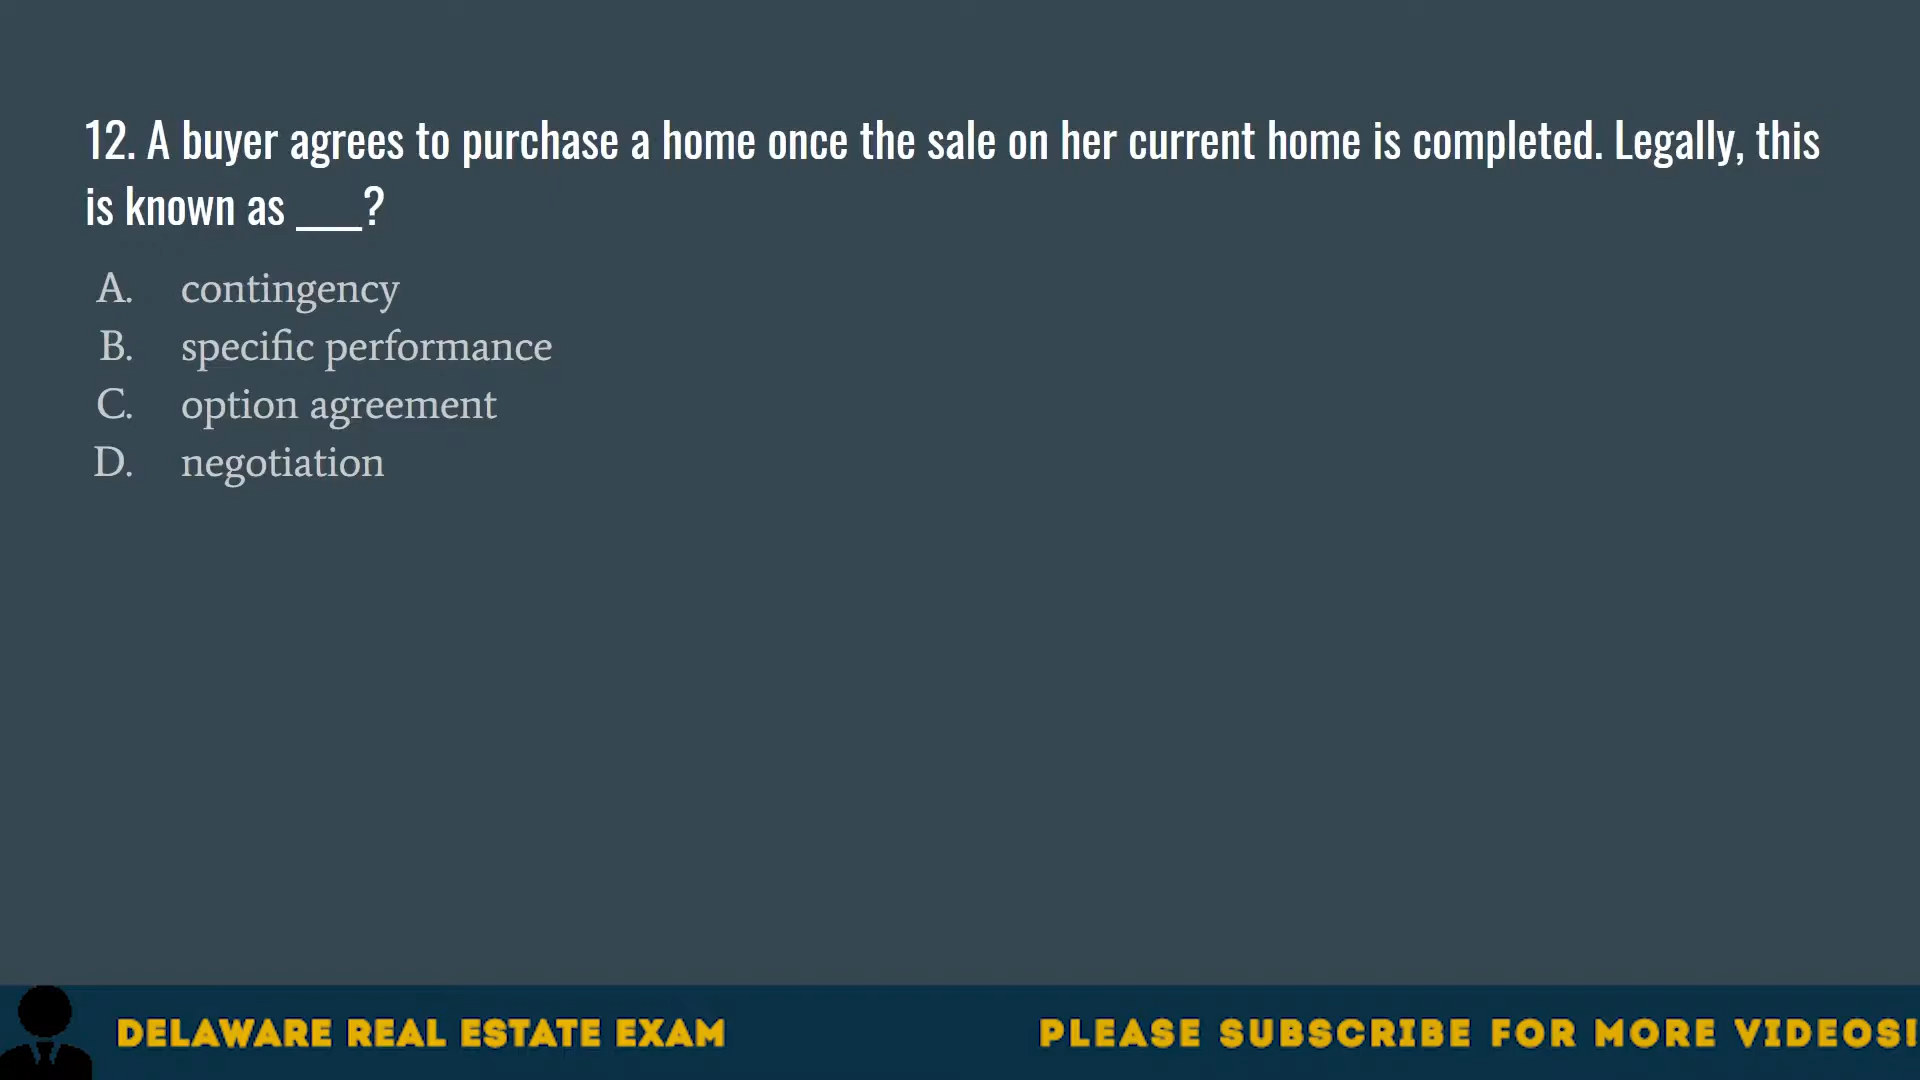 12. A buyer agrees to purchase a home once the sale on her current home is completed. Legally, this
is known as ____?
A. contingency
B. specific performance
C. option agreement
D. negotiation
DELAWARE REAL ESTATE EXAM
PLEASE SUBSCRIBE FOR MORE VIDEOS!